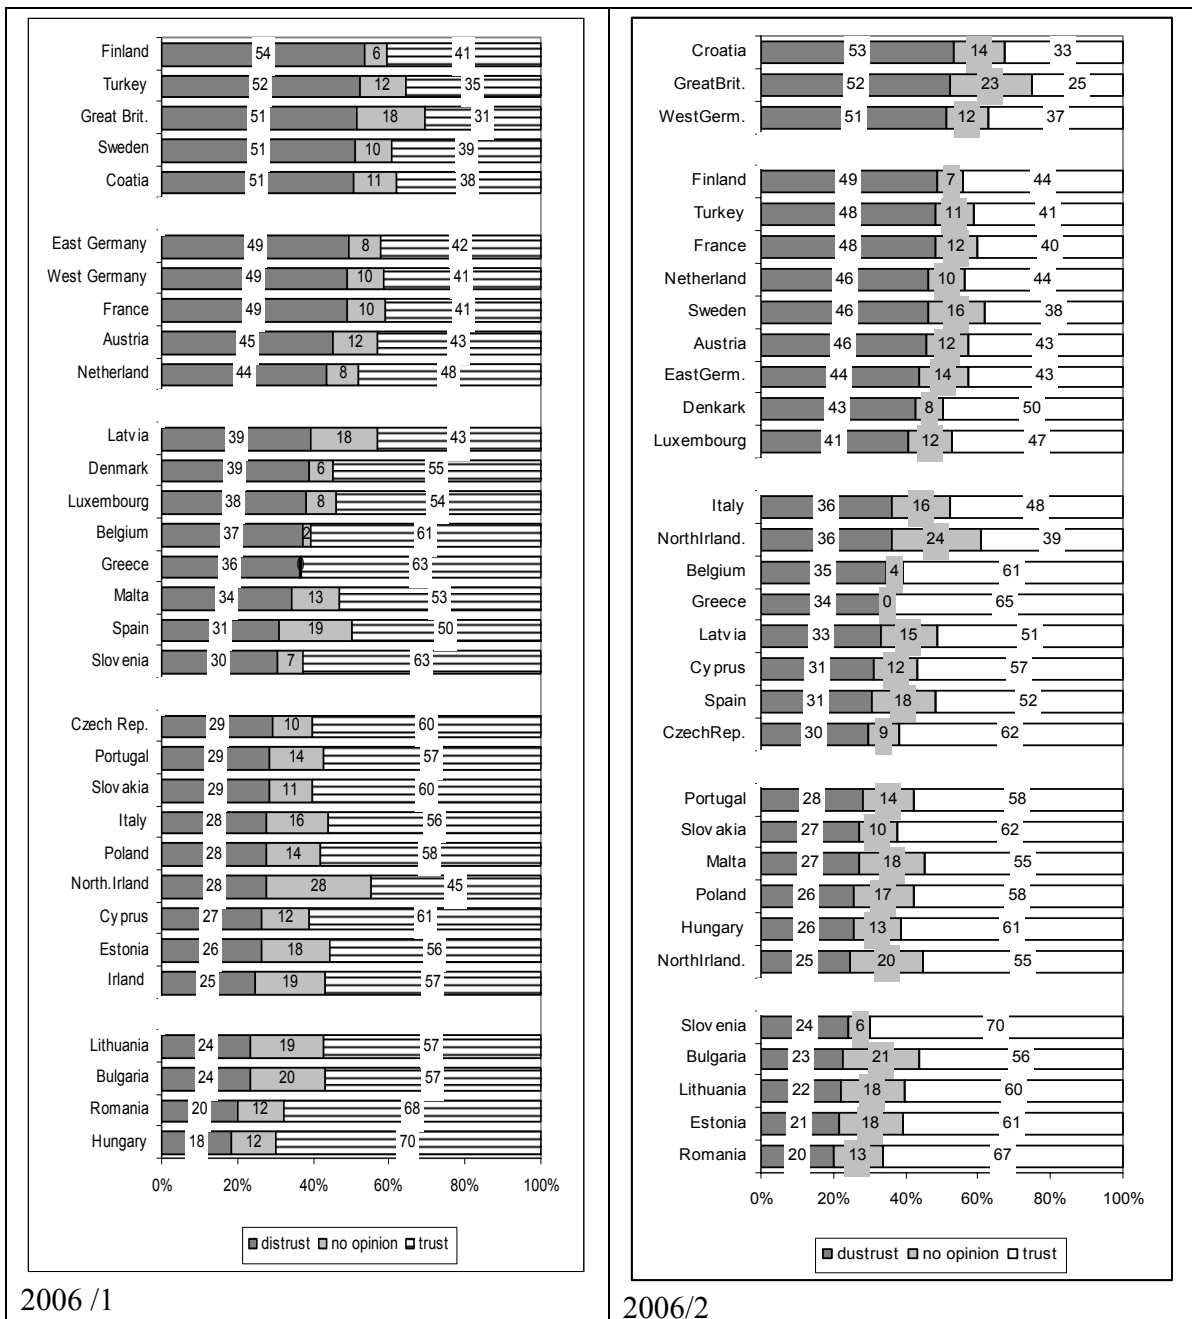 Finland 54 6 41
Turkey 52 12 35
Great Brit. 51 18 31
Sweden 51 10 39
Coatia 51 11 38
East Germany 49 8 42
West Germany 49 10 41
France 49 10 41
Austria 45 12 43
Netherland 44 8 48
Latvia 39 18 43
Denmark 39 6 55
Luxembourg 38 8 54
Belgium 37 2 61
Greece 36 0 63
Malta 34 13 53
Spain 31 19 50
Slovenia 30 7 63
Czech Rep. 29 10 60
Portugal 29 14 57
Slovakia 29 11 60
Italy 28 16 56
Poland 28 14 58
North.Irland 28 28 45
Cyprus 27 12 61
Estonia 26 18 56
Irland 25 19 57
Lithuania 24 19 57
Bulgaria 24 20 57
Romania 20 12 68
Hungary 18 12 70
0% 20% 40% 60% 80% 100%
distrust no opinion trust
2006 /1
Croatia 53 14 33
GreatBrit. 52 23 25
WestGerm. 51 12 37
Finland 49 7 44
Turkey 48 11 41
France 48 12 40
Netherland 46 10 44
Sweden 46 16 38
Austria 46 12 43
EastGerm. 44 14 43
Denkark 43 8 50
Luxembourg 41 12 47
Italy 36 16 48
NorthIrland. 36 24 39
Belgium 35 4 61
Greece 34 0 65
Latvia 33 15 51
Cyprus 31 12 57
Spain 31 18 52
CzechRep. 30 9 62
Portugal 28 14 58
Slovakia 27 10 62
Malta 27 18 55
Poland 26 17 58
Hungary 26 13 61
NorthIrland. 25 20 55
Slovenia 24 6 70
Bulgaria 23 21 56
Lithuania 22 18 60
Estonia 21 18 61
Romania 20 13 67
0% 20% 40% 60% 80% 100%
dustrust no opinion trust
2006/2